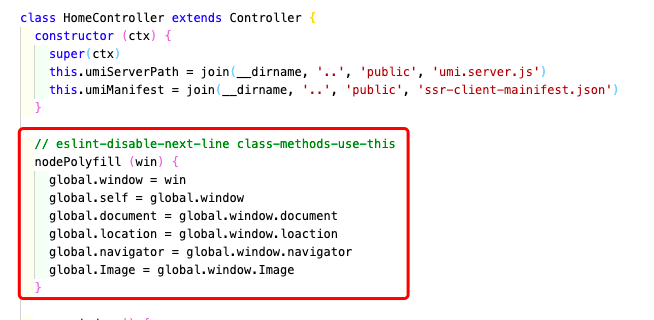 class HomeController extends Controller {
constructor (ctx) {
super(ctx)
this.umiServerPath = join(__dirname, '..', 'public', 'umi.server.js')
this.umiManifest = join(__dirname, '..', 'public', 'ssr-client-mainifest.json')
}
// eslint-disable-next-line class-methods-use-this
nodePolyfill (win) {
global.window = win
global.self = global.window
global.document = global.window.document
global.location = global.window.loaction
global.navigator = global.window.navigator
global.Image = global.window.Image
}